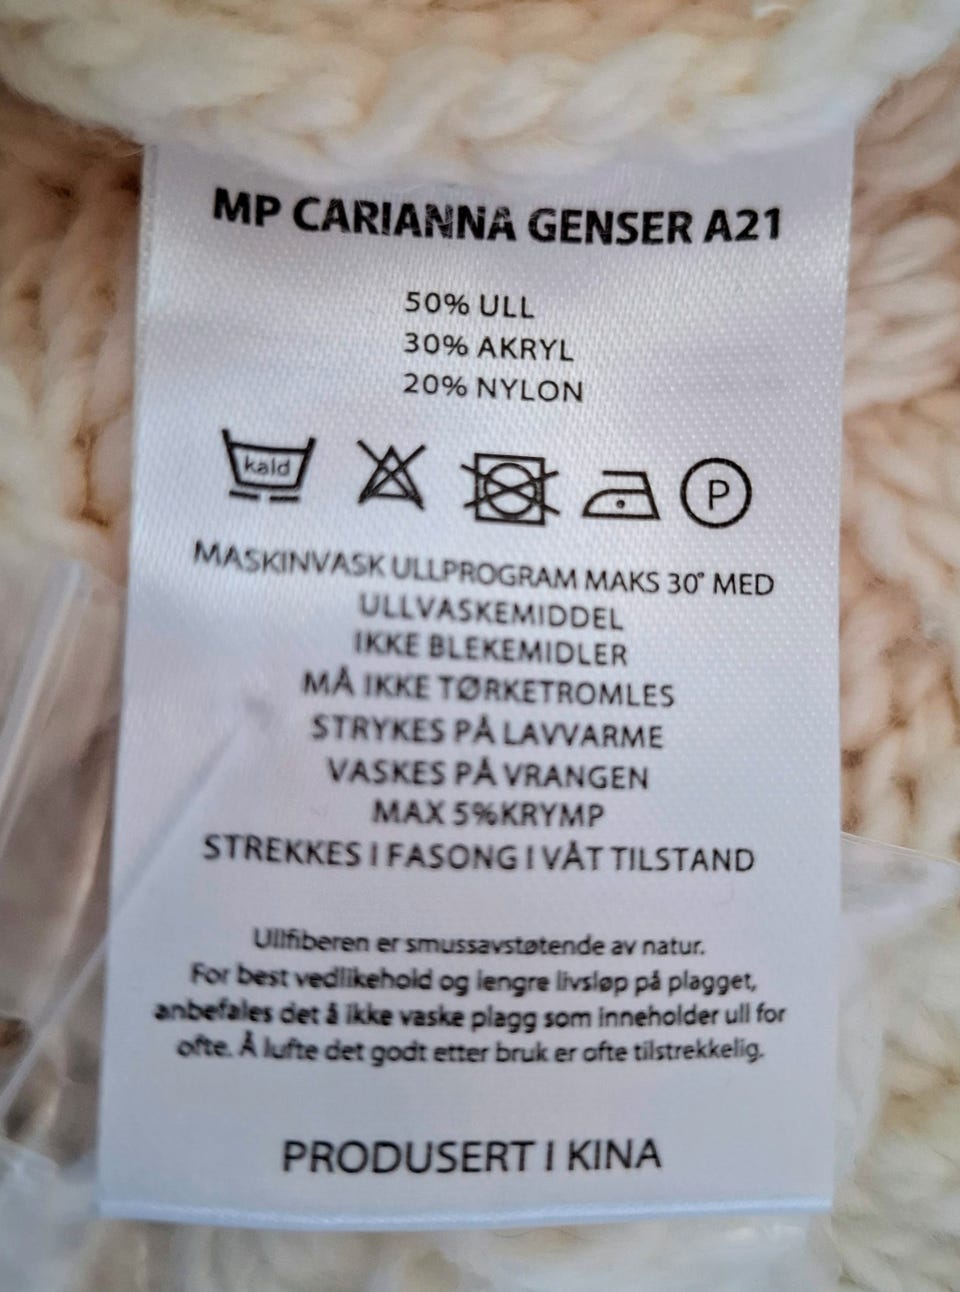 MP CARIANNA GENSER A21
50% ULL
30% AKRYL
20% NYLON
kald
P
MASKINVASK ULLPROGRAM MAKS 30° MED
ULLVASKEMIDDEL
IKKE BLEKEMIDLER
MÅ IKKE TØRKETROMLES
STRYKES PÅ LAVVARME
VASKES PÅ VRANGEN
MAX 5%KRYMP
STREKKES I FASONG I VÅT TILSTAND
Ullfiberen er smussavstøtende av natur.
For best vedlikehold og lengre livsløp på plagget,
anbefales det å ikke vaske plagg som inneholder ull for
ofte. Å lufte det godt etter bruk er ofte tilstrekkelig.
PRODUSERT I KINA